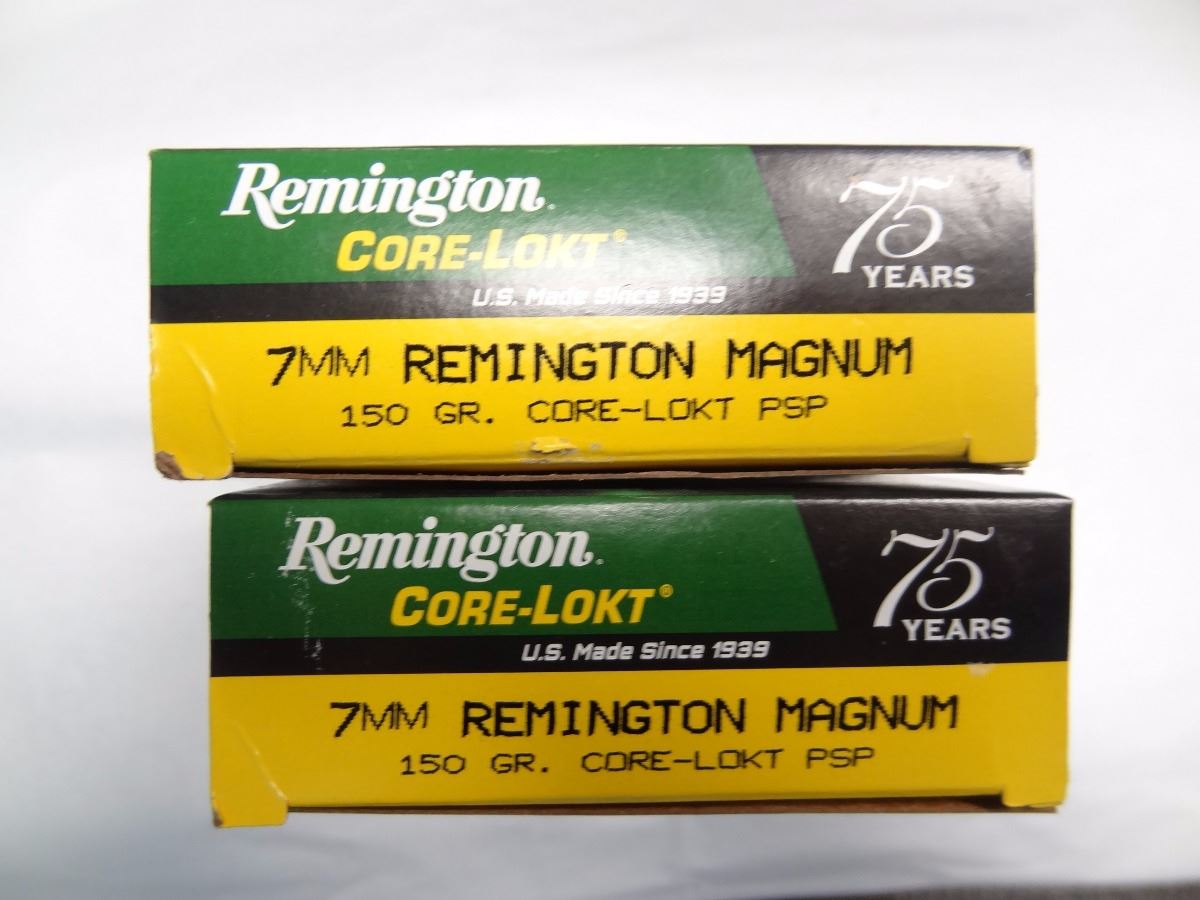 Remington.
CORE-LOKT®
U.S. Made Since 1939
75
YEARS
7MM REMINGTON MAGNUM
150 GR. CORE-LOKT PSP
Remington.
CORE-LOKT®
U.S. Made Since 1939
75
YEARS
7MM REMINGTON MAGNUM
150 GR. CORE-LOKT PSP